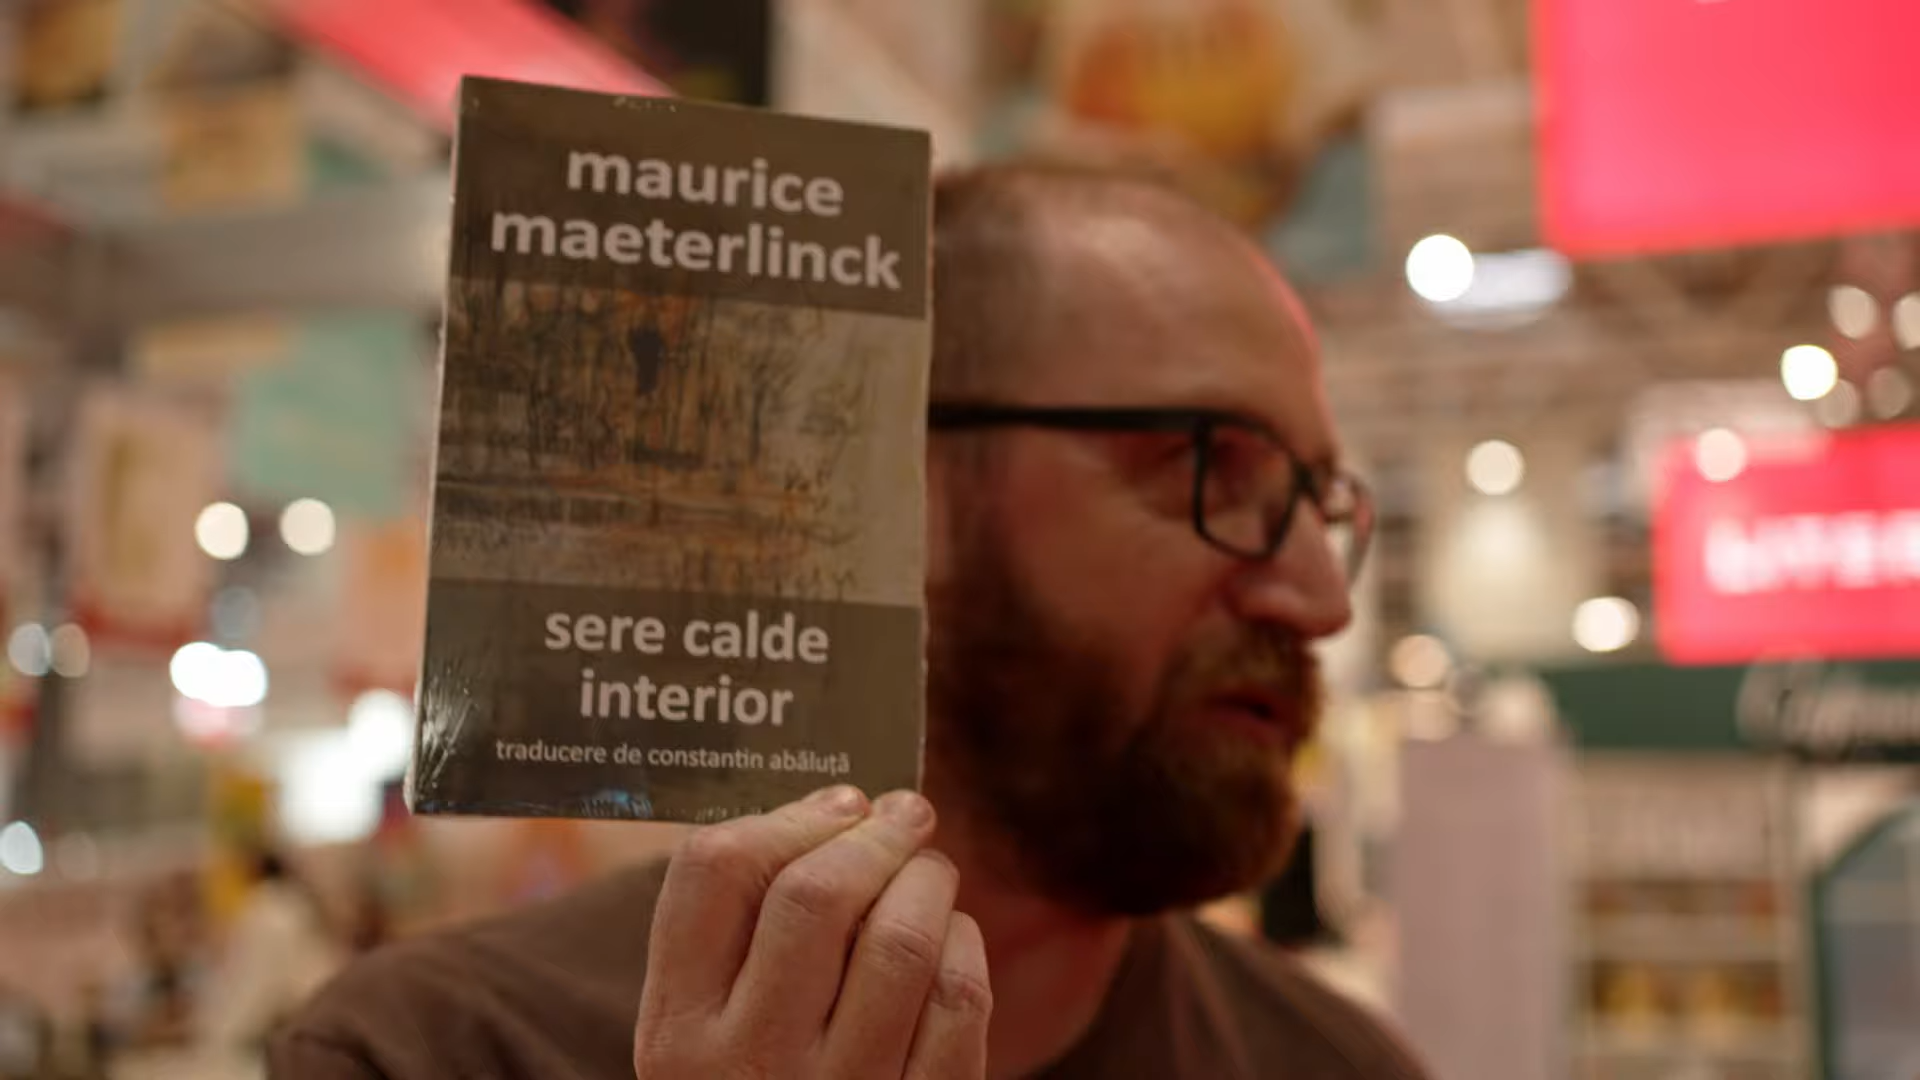 maurice
maeterlinck
sere calde
interior
traducere de constantin abăluță